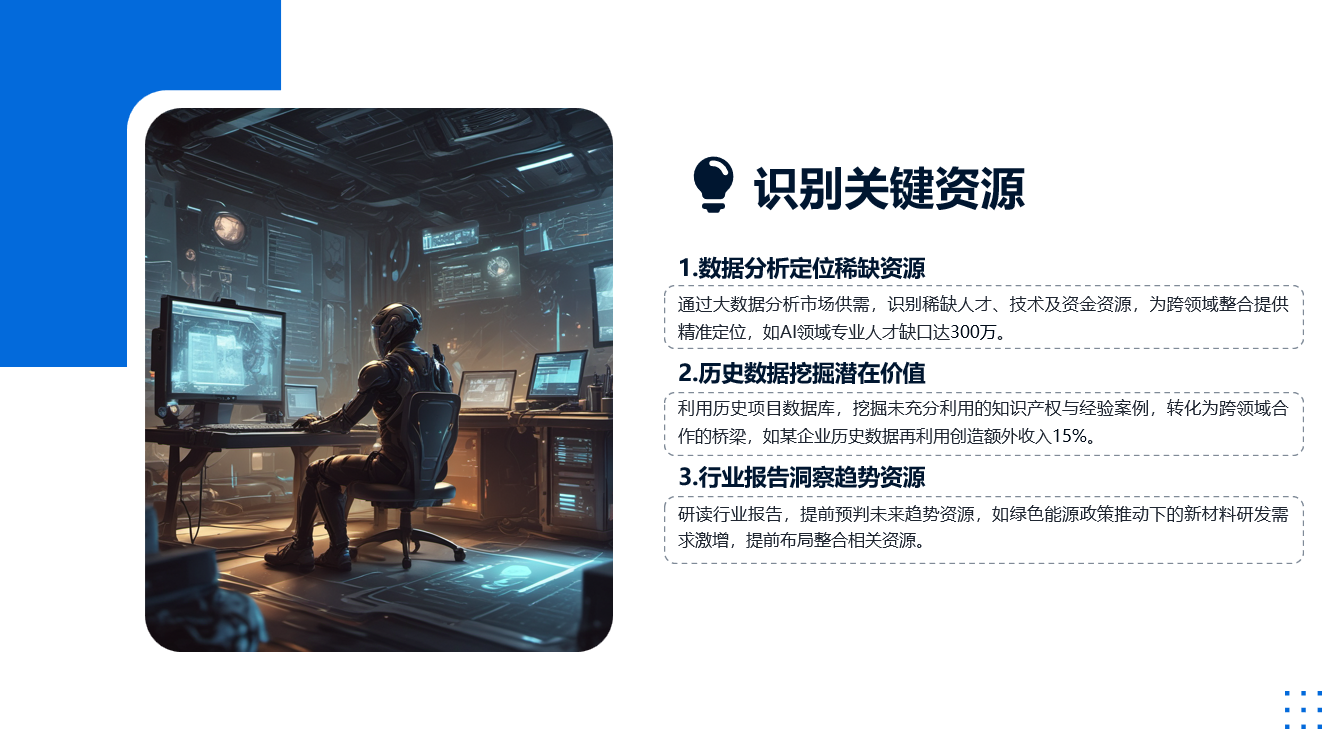 识别关键资源
1.数据分析定位稀缺资源
通过大数据分析市场供需，识别稀缺人才、技术及资金资源，为跨领域整合提供
精准定位，如AI领域专业人才缺口达300万。
2.历史数据挖掘潜在价值
利用历史项目数据库，挖掘未充分利用的知识产权与经验案例，转化为跨领域合
作的桥梁，如某企业历史数据再利用创造额外收入15%。
3.行业报告洞察趋势资源
研读行业报告，提前预判未来趋势资源，如绿色能源政策推动下的新材料研发需
求激增，提前布局整合相关资源。